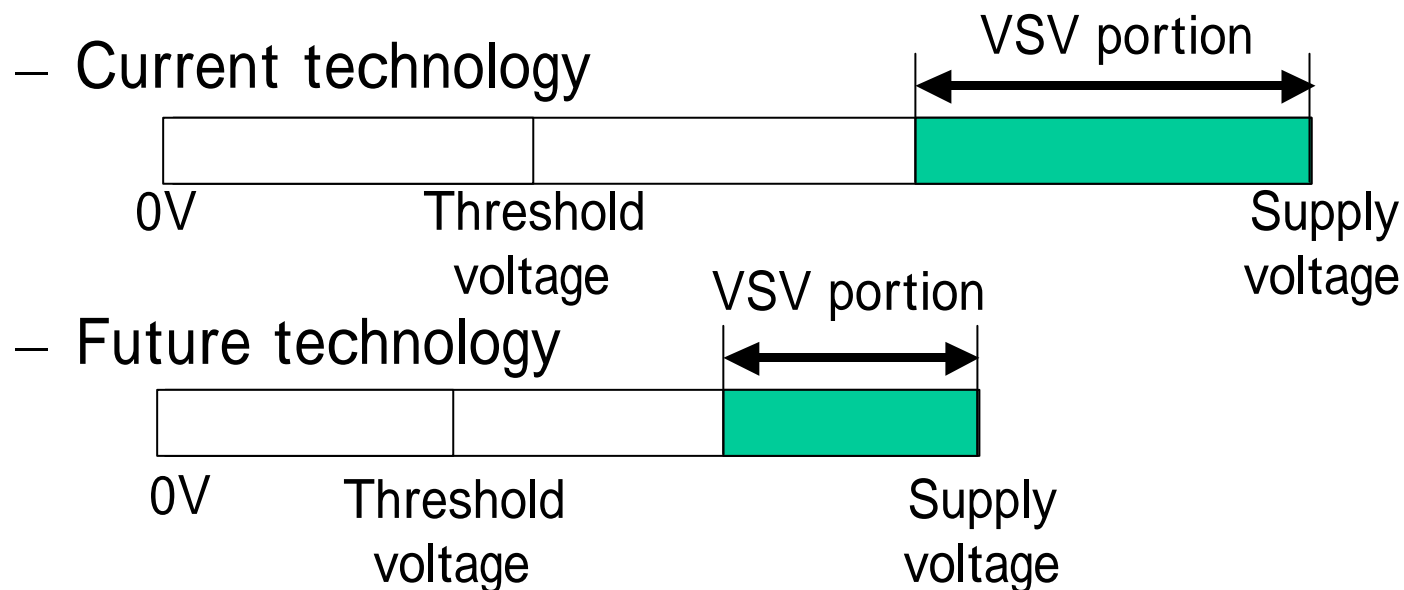 VSV portion
– Current technology
0V
Threshold
voltage
Supply
voltage
VSV portion
– Future technology
0V
Threshold
voltage
Supply
voltage